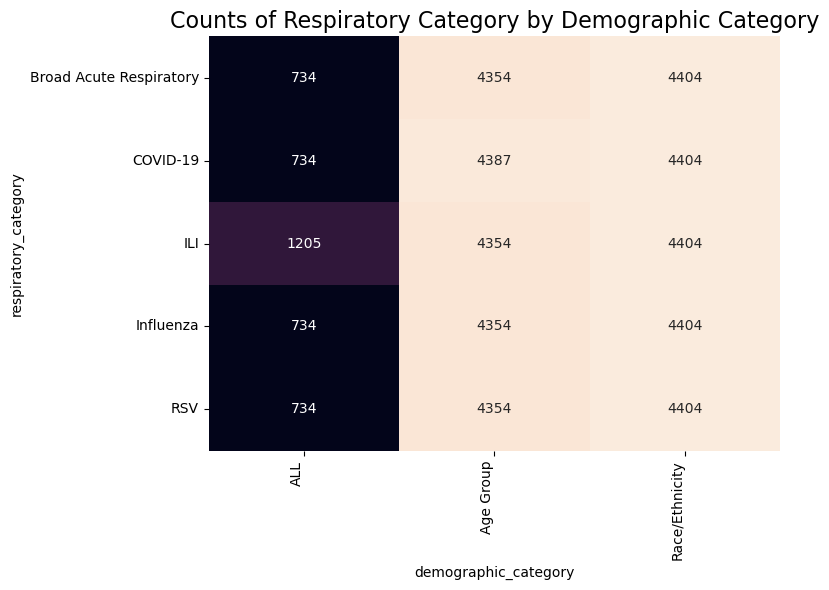 Counts of Respiratory Category by Demographic Category
respiratory_category
Broad Acute Respiratory 734 4354 4404
COVID-19 734 4387 4404
ILI 1205 4354 4404
Influenza 734 4354 4404
RSV 734 4354 4404
ALL
Age Group
Race/Ethnicity
demographic_category